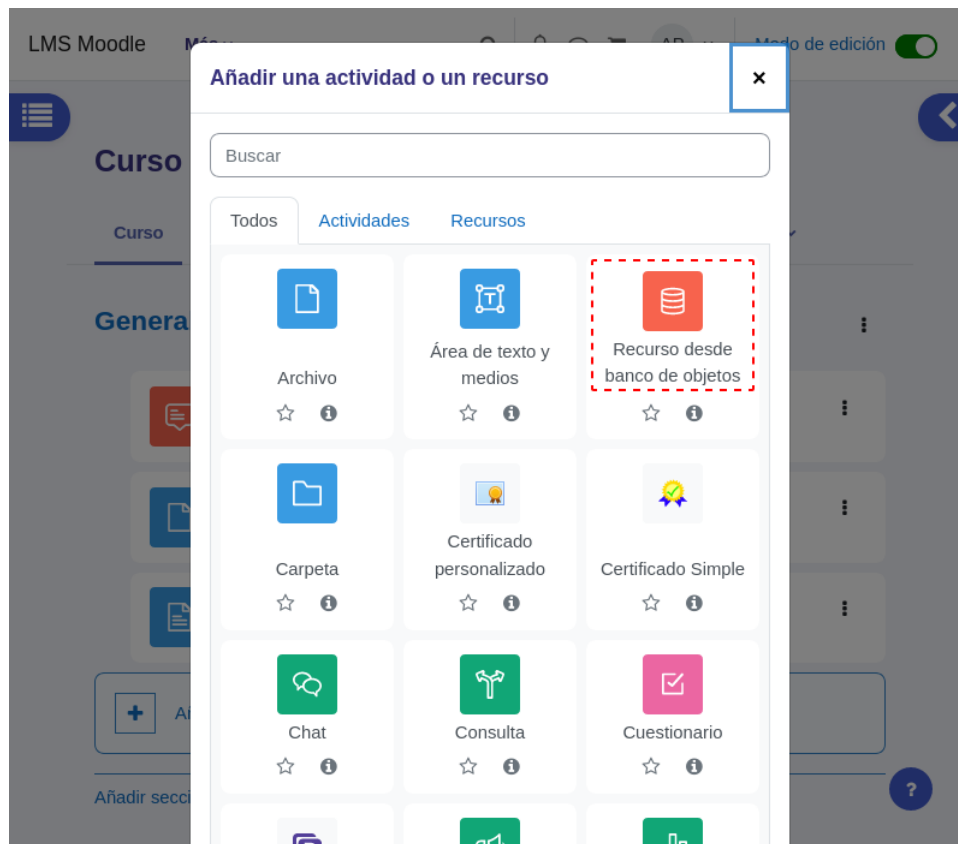 LMS Moodle
Modo de edición
Añadir una actividad o un recurso
×
Buscar
Curso
Todos
Actividades
Recursos
Curso
Genera
Archivo
Área de texto y
medios
Recurso desde
banco de objetos
Carpeta
Certificado
personalizado
Certificado Simple
Chat
Consulta
Cuestionario
Añadir secci
?